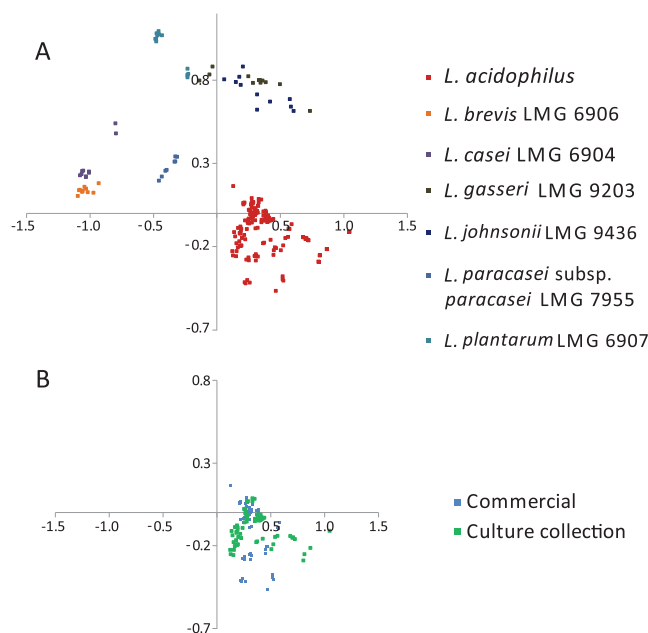 A
0.8
0.3
-0.2
-0.7
-1.5 -1.0 -0.5 0.5 1.0 1.5
L. acidophilus
L. brevis LMG 6906
L. casei LMG 6904
L. gasseri LMG 9203
L. johnsonii LMG 9436
L. paracasei subsp.
paracasei LMG 7955
L. plantarum LMG 6907
B
0.8
0.3
-0.2
-0.7
-1.5 -1.0 -0.5 0.5 1.0 1.5
Commercial
Culture collection